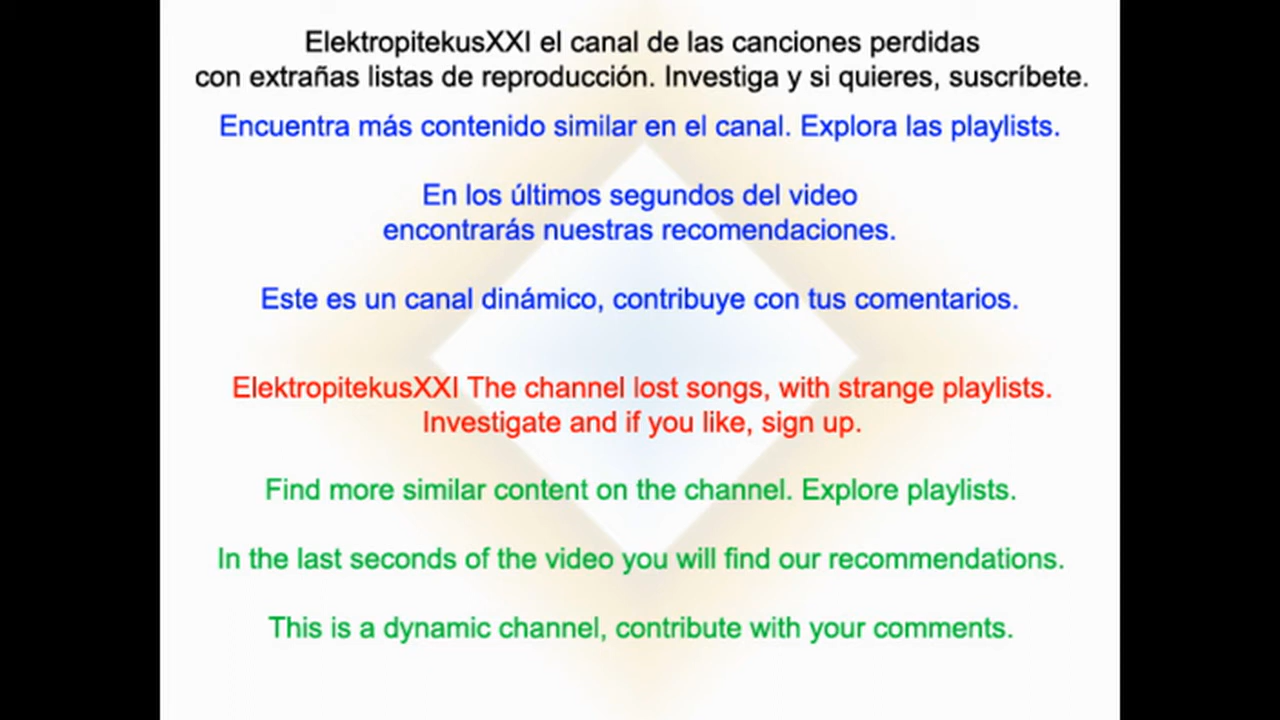 ElektropitekusXXI el canal de las canciones perdidas
con extrañas listas de reproducción. Investiga y si quieres, suscríbete.
Encuentra más contenido similar en el canal. Explora las playlists.
En los últimos segundos del video
encontrarás nuestras recomendaciones.
Este es un canal dinámico, contribuye con tus comentarios.
ElektropitekusXXI The channel lost songs, with strange playlists.
Investigate and if you like, sign up.
Find more similar content on the channel. Explore playlists.
In the last seconds of the video you will find our recommendations.
This is a dynamic channel, contribute with your comments.